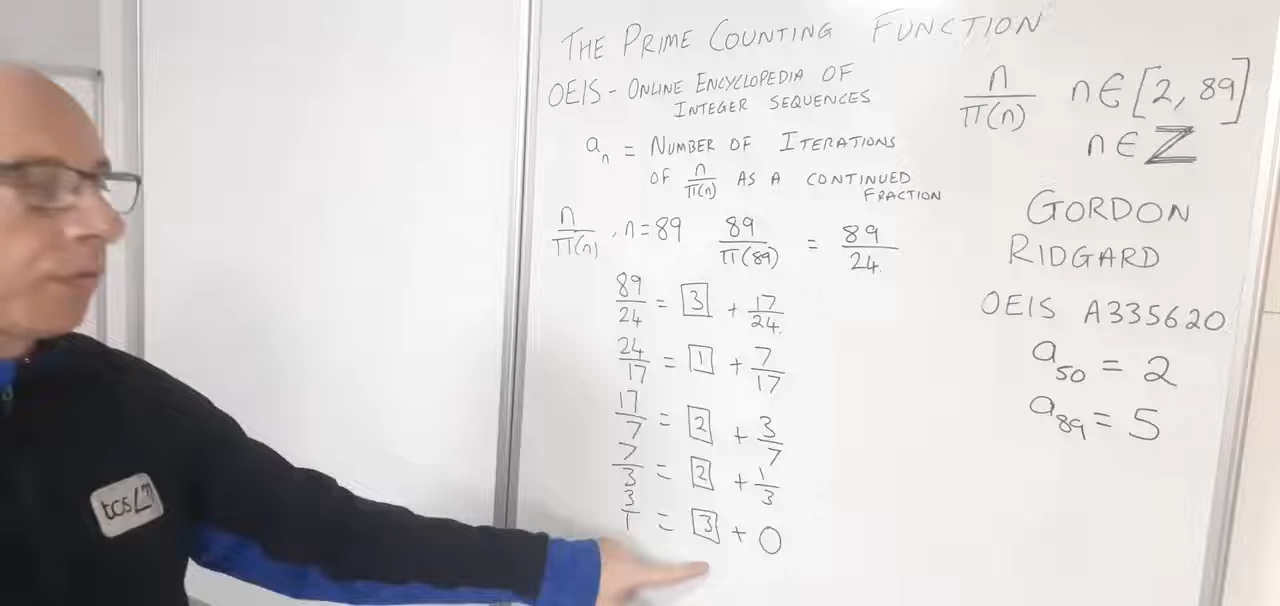 THE PRIME COUNTING FUNCTION
OEIS - ONLINE ENCYCLOPEDIA OF
INTEGER SEQUENCES
aₙ = NUMBER OF ITERATIONS
OF n/π(n) AS A CONTINUED
FRACTION
n/π(n), n=89 89/π(89) = 89/24
89/24 = 3 + 17/24
24/17 = 1 + 7/17
17/7 = 2 + 3/7
7/3 = 2 + 1/3
3/1 = 3 + 0
n/π(n) n∈[2,89]
n∈ℤ
GORDON
RIDGARD
OEIS A335620
a₅₀ = 2
a₈₉ = 5
tcs